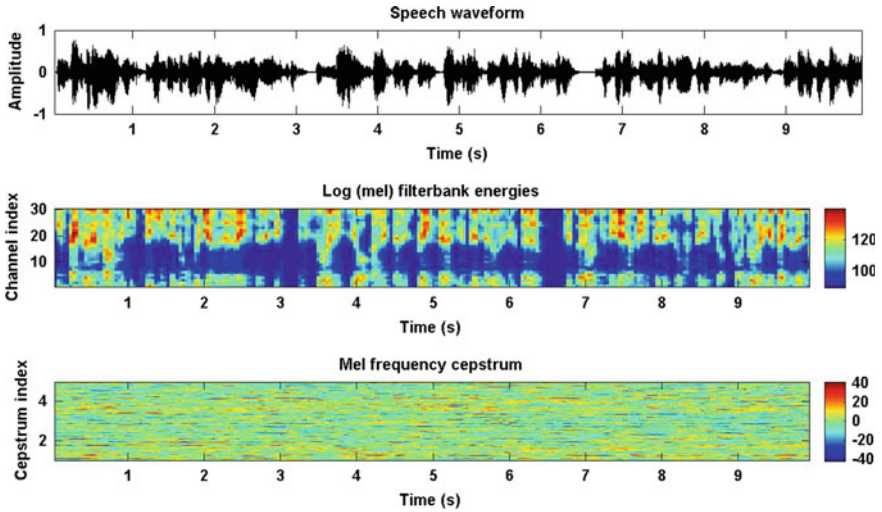 Speech waveform
1
0
-1
Amplitude
1 2 3 4 5 6 7 8 9
Time (s)
Log (mel) filterbank energies
30
20
10
Channel index
120
100
1 2 3 4 5 6 7 8 9
Time (s)
Mel frequency cepstrum
4
2
Cepstrum index
40
20
0
-20
-40
1 2 3 4 5 6 7 8 9
Time (s)